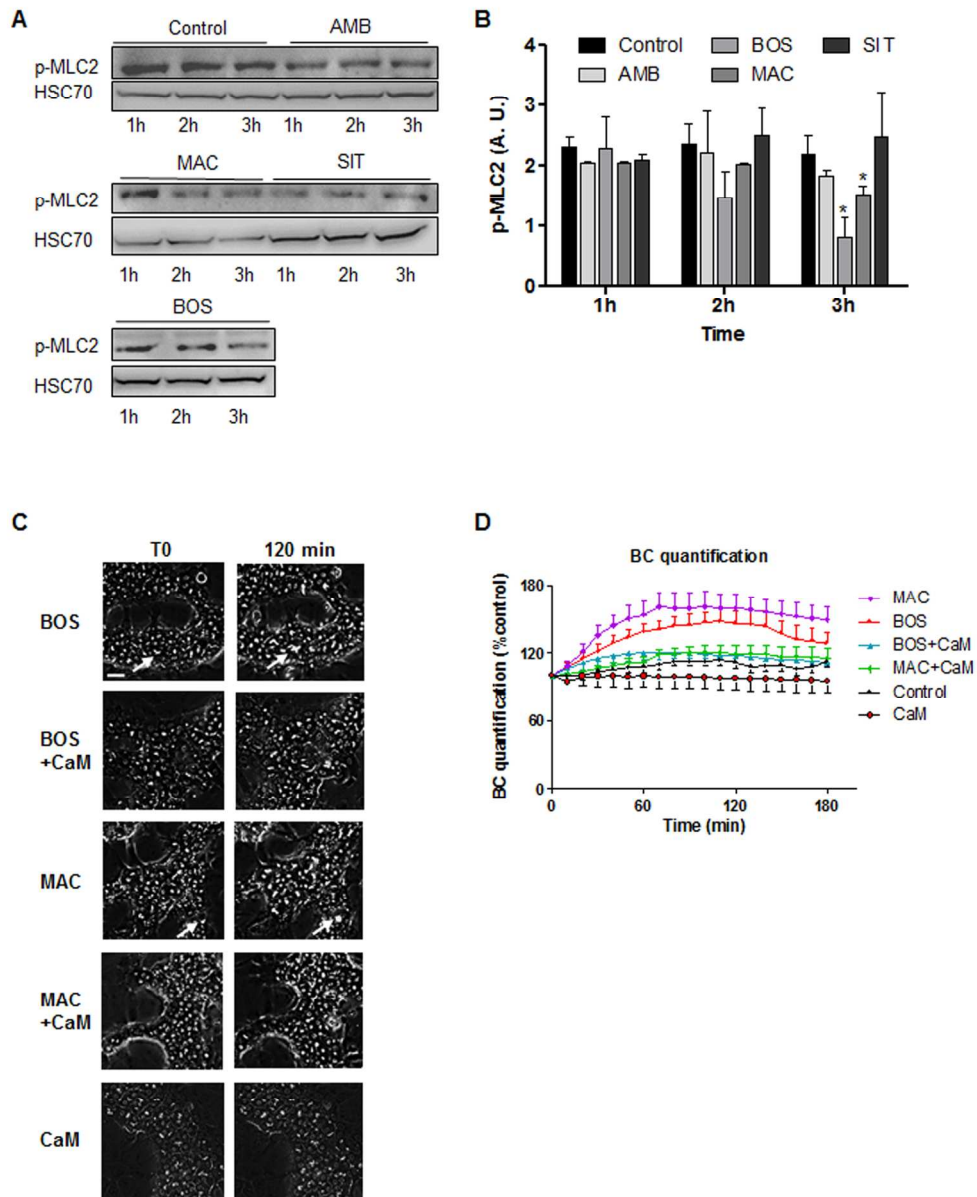 A
Control AMB
p-MLC2
HSC70
1h 2h 3h 1h 2h 3h
MAC SIT
p-MLC2
HSC70
1h 2h 3h 1h 2h 3h
BOS
p-MLC2
HSC70
1h 2h 3h
B
p-MLC2 (A. U.)
4
3
2
1
0
Control BOS SIT
AMB MAC
* *
1h 2h 3h
Time
C
T0 120 min
BOS
BOS
+CaM
MAC
MAC
+CaM
CaM
D
BC quantification
BC quantification (%control)
180
120
60
0
0 60 120 180
Time (min)
MAC
BOS
BOS+CaM
MAC+CaM
Control
CaM